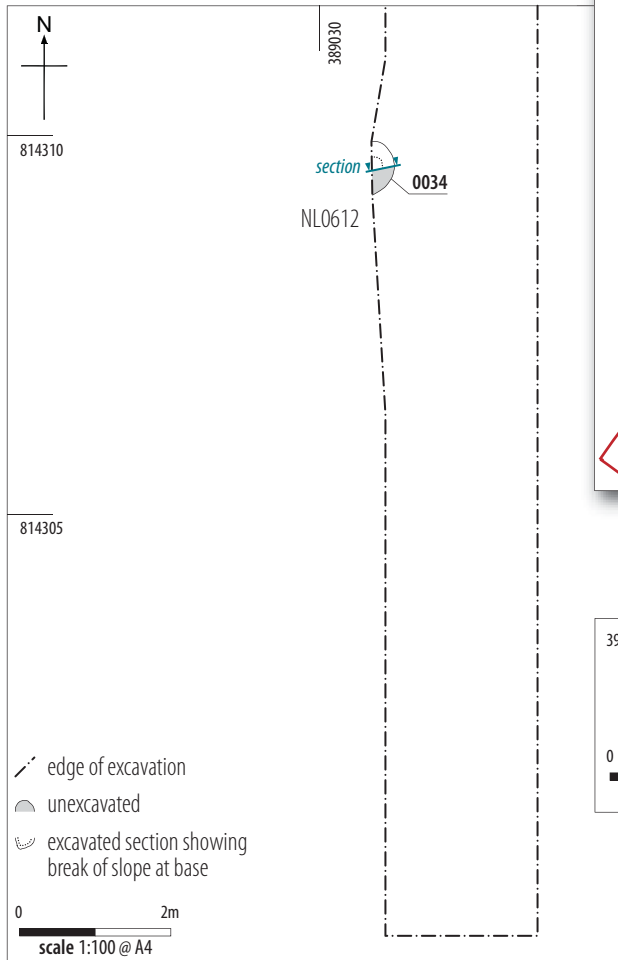 N
389030
814310
section
0034
NL0612
814305
39
0
edge of excavation
unexcavated
excavated section showing
break of slope at base
0 2m
scale 1:100 @ A4